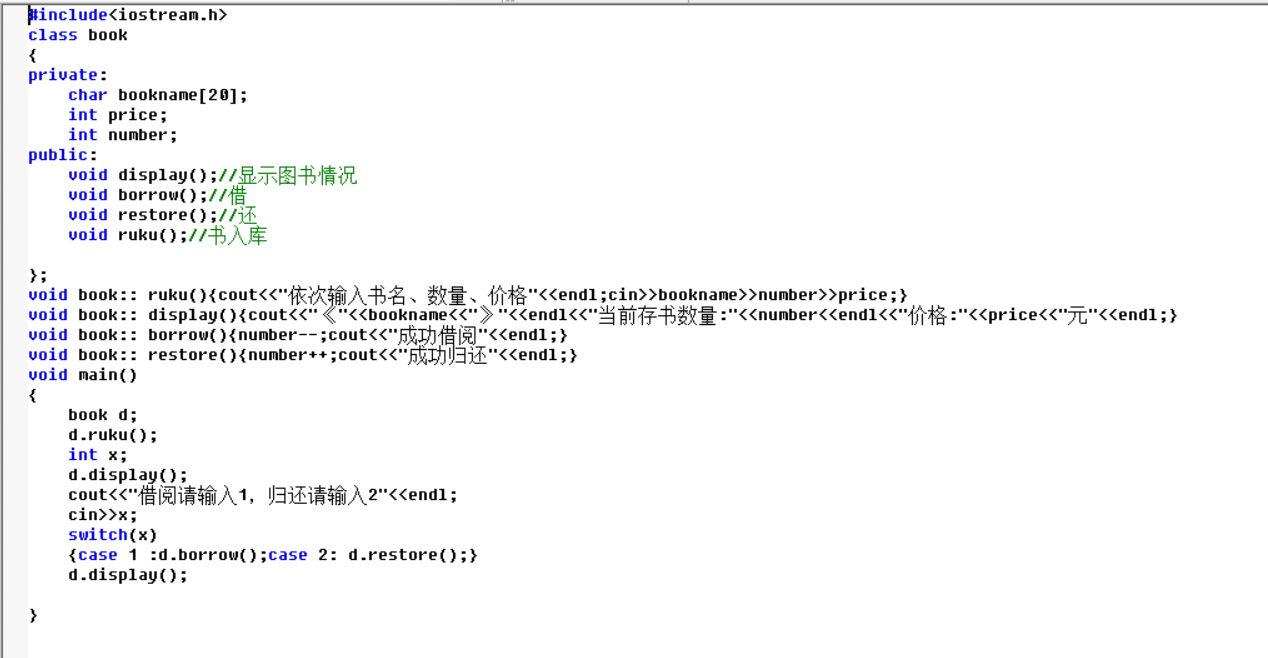 #include<iostream.h>
class book
{
private:
    char bookname[20];
    int price;
    int number;
public:
    void display();//显示图书情况
    void borrow();//借
    void restore();//还
    void ruku();//书入库
};
void book:: ruku(){cout<<"依次输入书名、数量、价格"<<endl;cin>>bookname>>number>>price;}
void book:: display(){cout<<"《"<<bookname<<"》"<<endl<<"当前存书数量:"<<number<<endl<<"价格:"<<price<<"元"<<endl;}
void book:: borrow(){number--;cout<<"成功借阅"<<endl;}
void book:: restore(){number++;cout<<"成功归还"<<endl;}
void main()
{
    book d;
    d.ruku();
    int x;
    d.display();
    cout<<"借阅请输入1，归还请输入2"<<endl;
    cin>>x;
    switch(x)
    {case 1 :d.borrow();case 2: d.restore();}
    d.display();
}